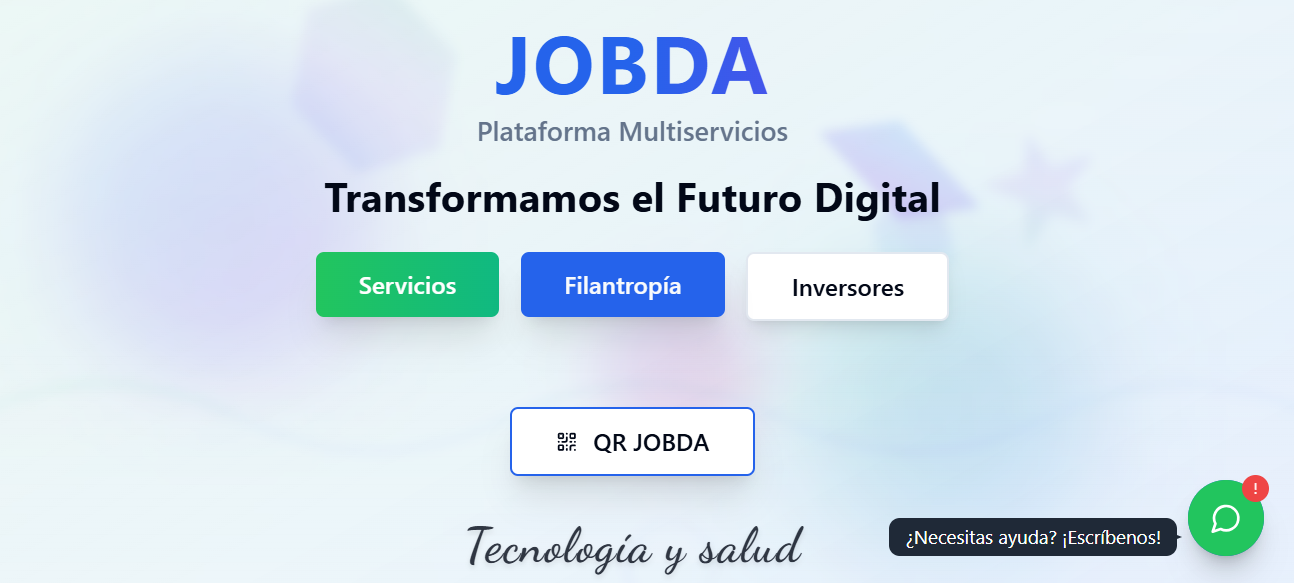 JOBDA
Plataforma Multiservicios
Transformamos el Futuro Digital
Servicios
Filantropía
Inversores
QR JOBDA
Tecnología y salud
¿Necesitas ayuda? ¡Escríbenos!
!